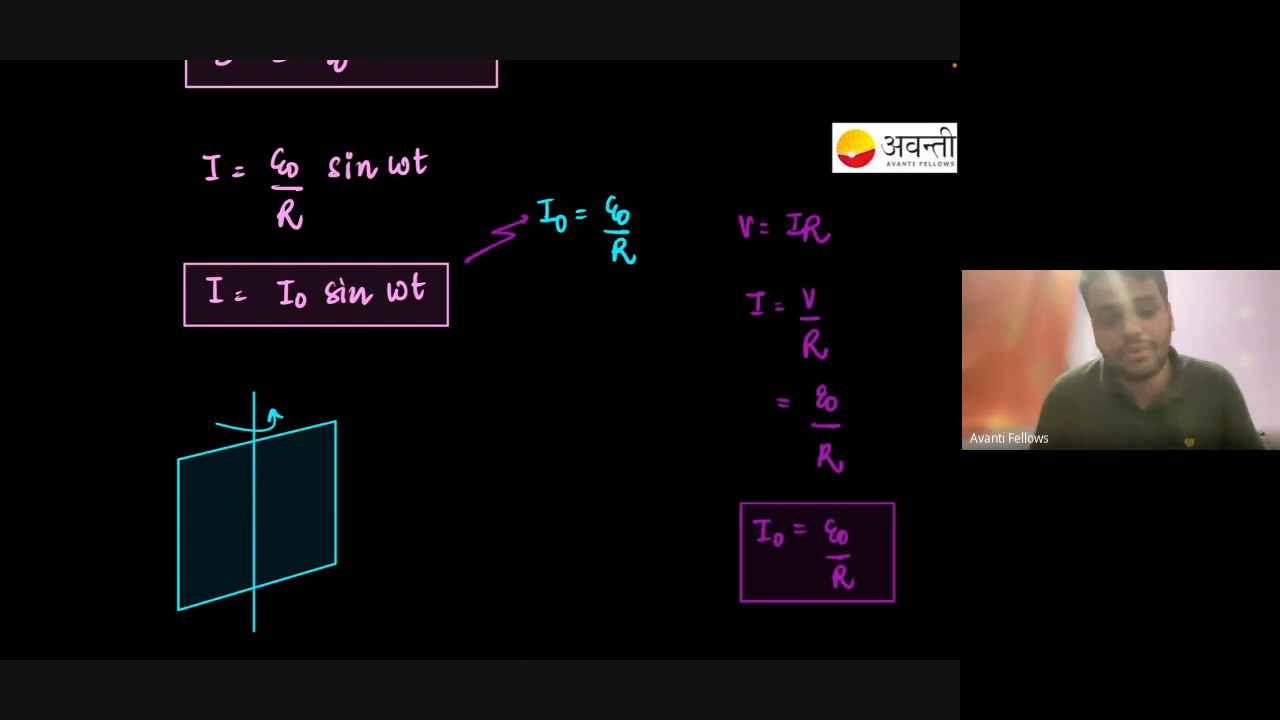 I = ε₀/R sin ωt
I₀ = ε₀/R
I = I₀ sin ωt
अवन्ती
AVANTI FELLOWS
V = IR
I = V/R
= ε₀/R
I₀ = ε₀/R
Avanti Fellows